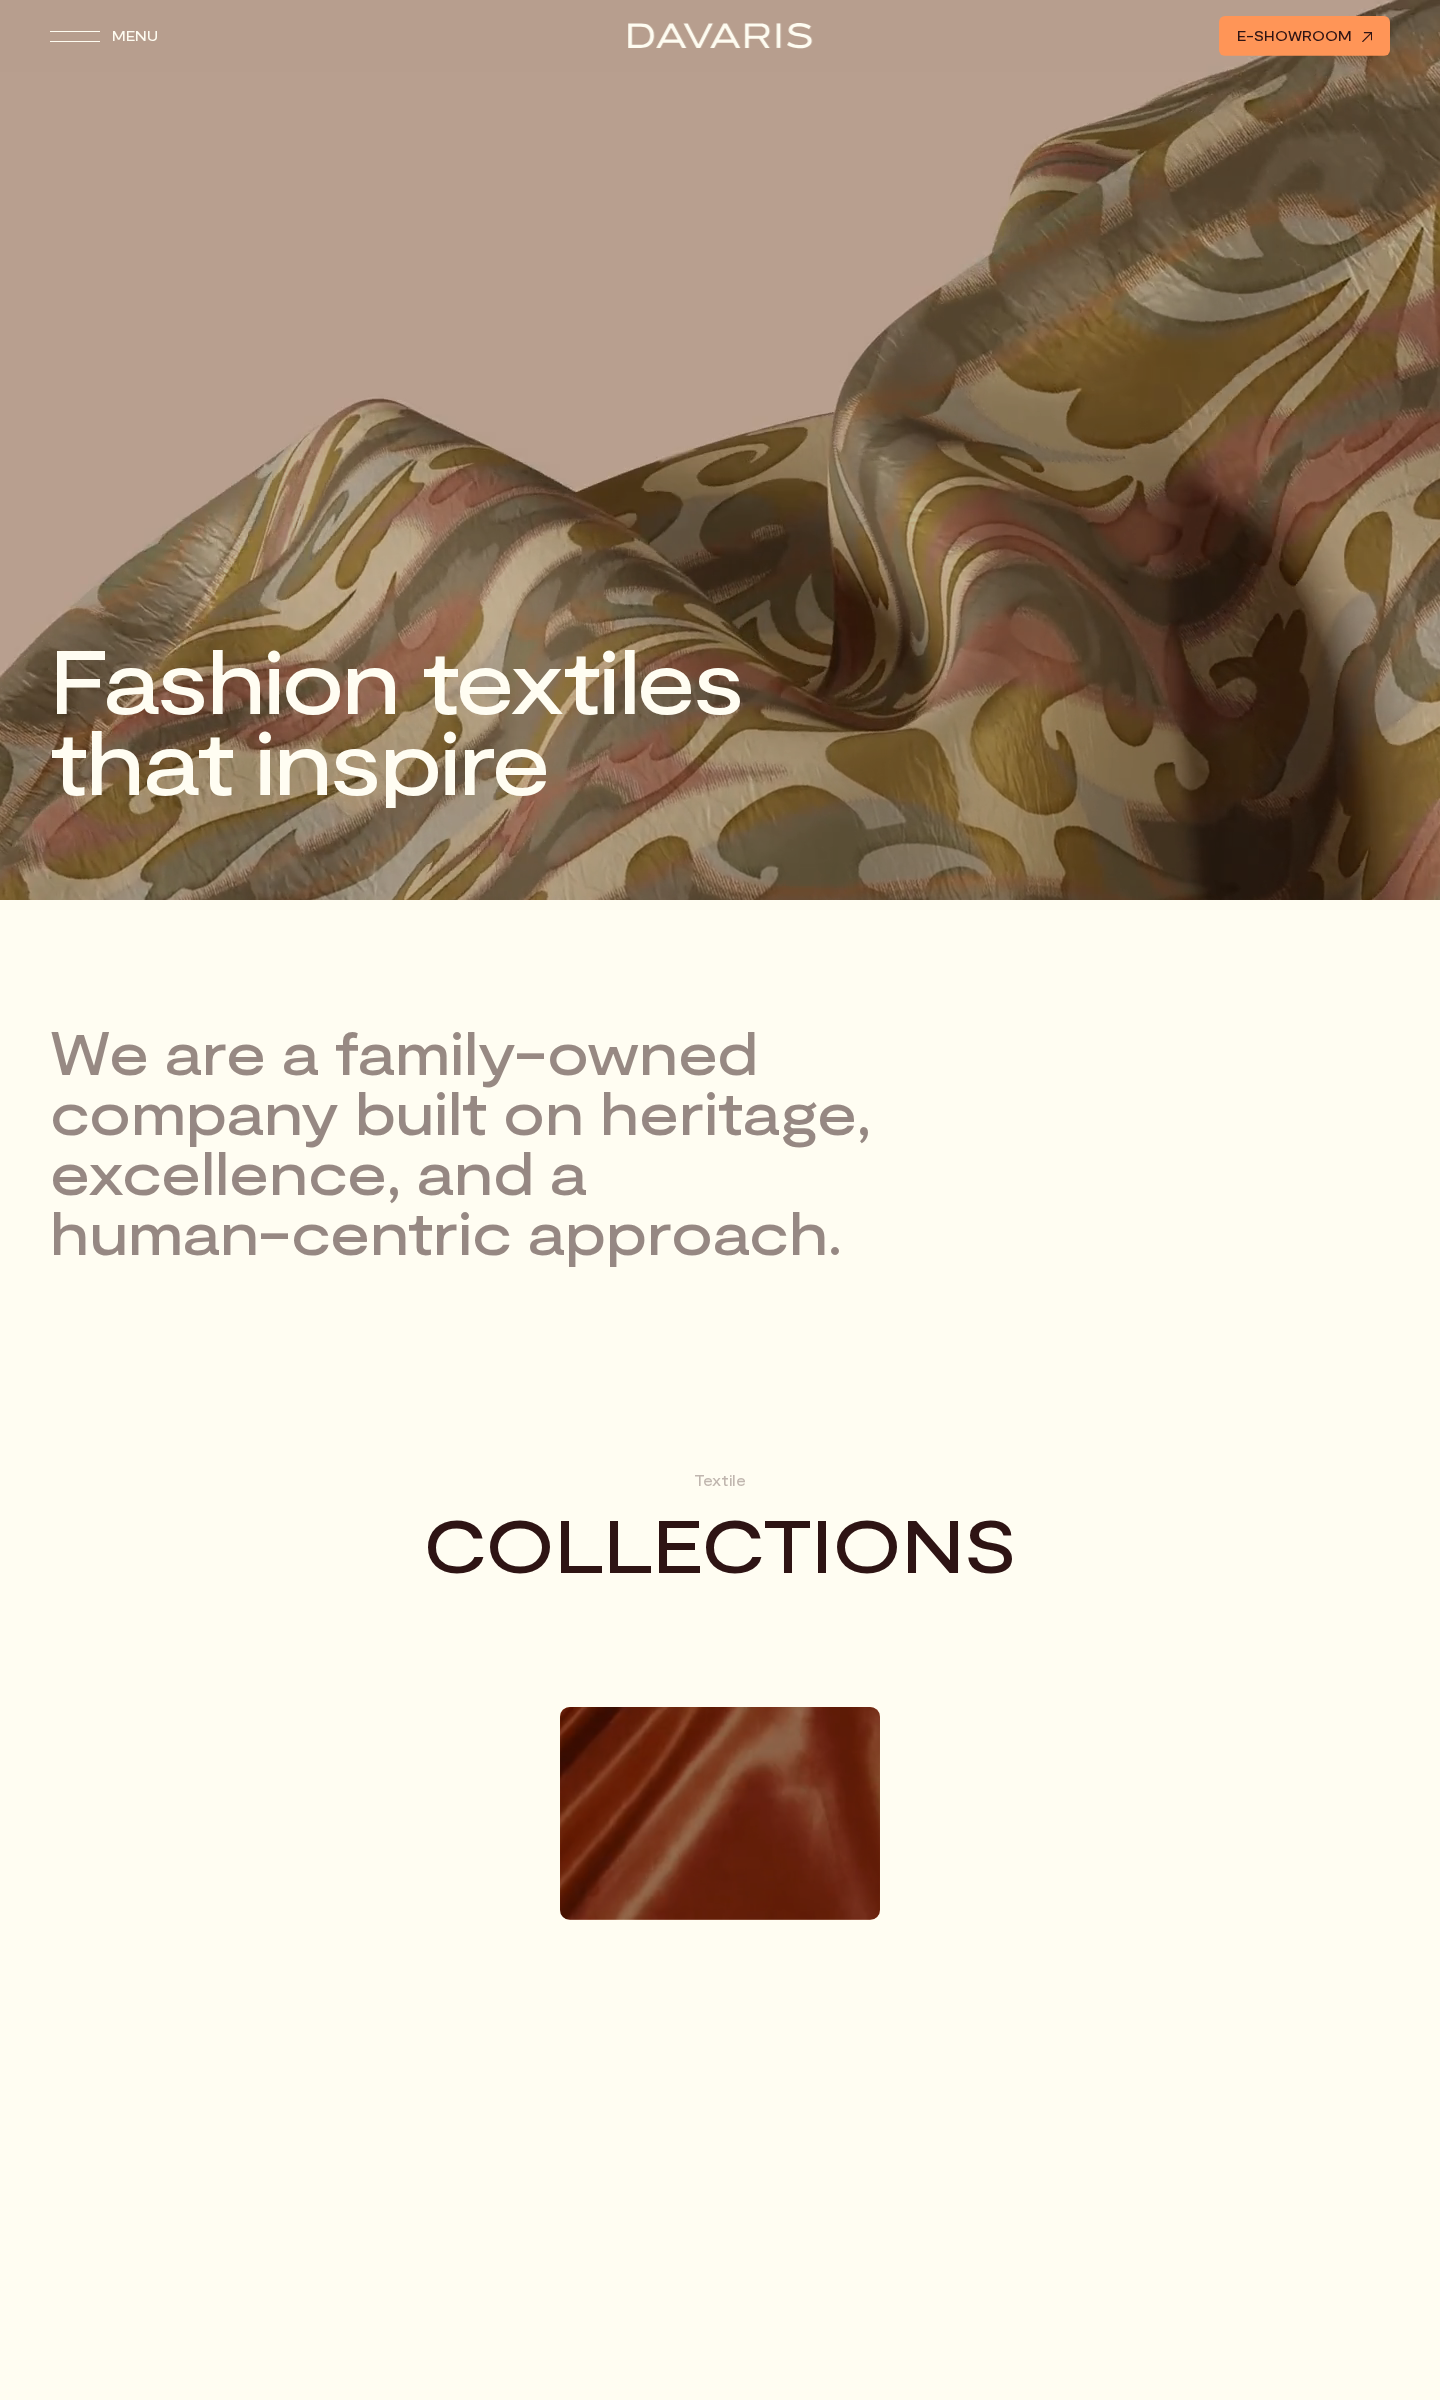 MENU
DAVARIS
E-SHOWROOM
Fashion textiles
that inspire
We are a family-owned
company built on heritage,
excellence, and a
human-centric approach.
Textile
COLLECTIONS